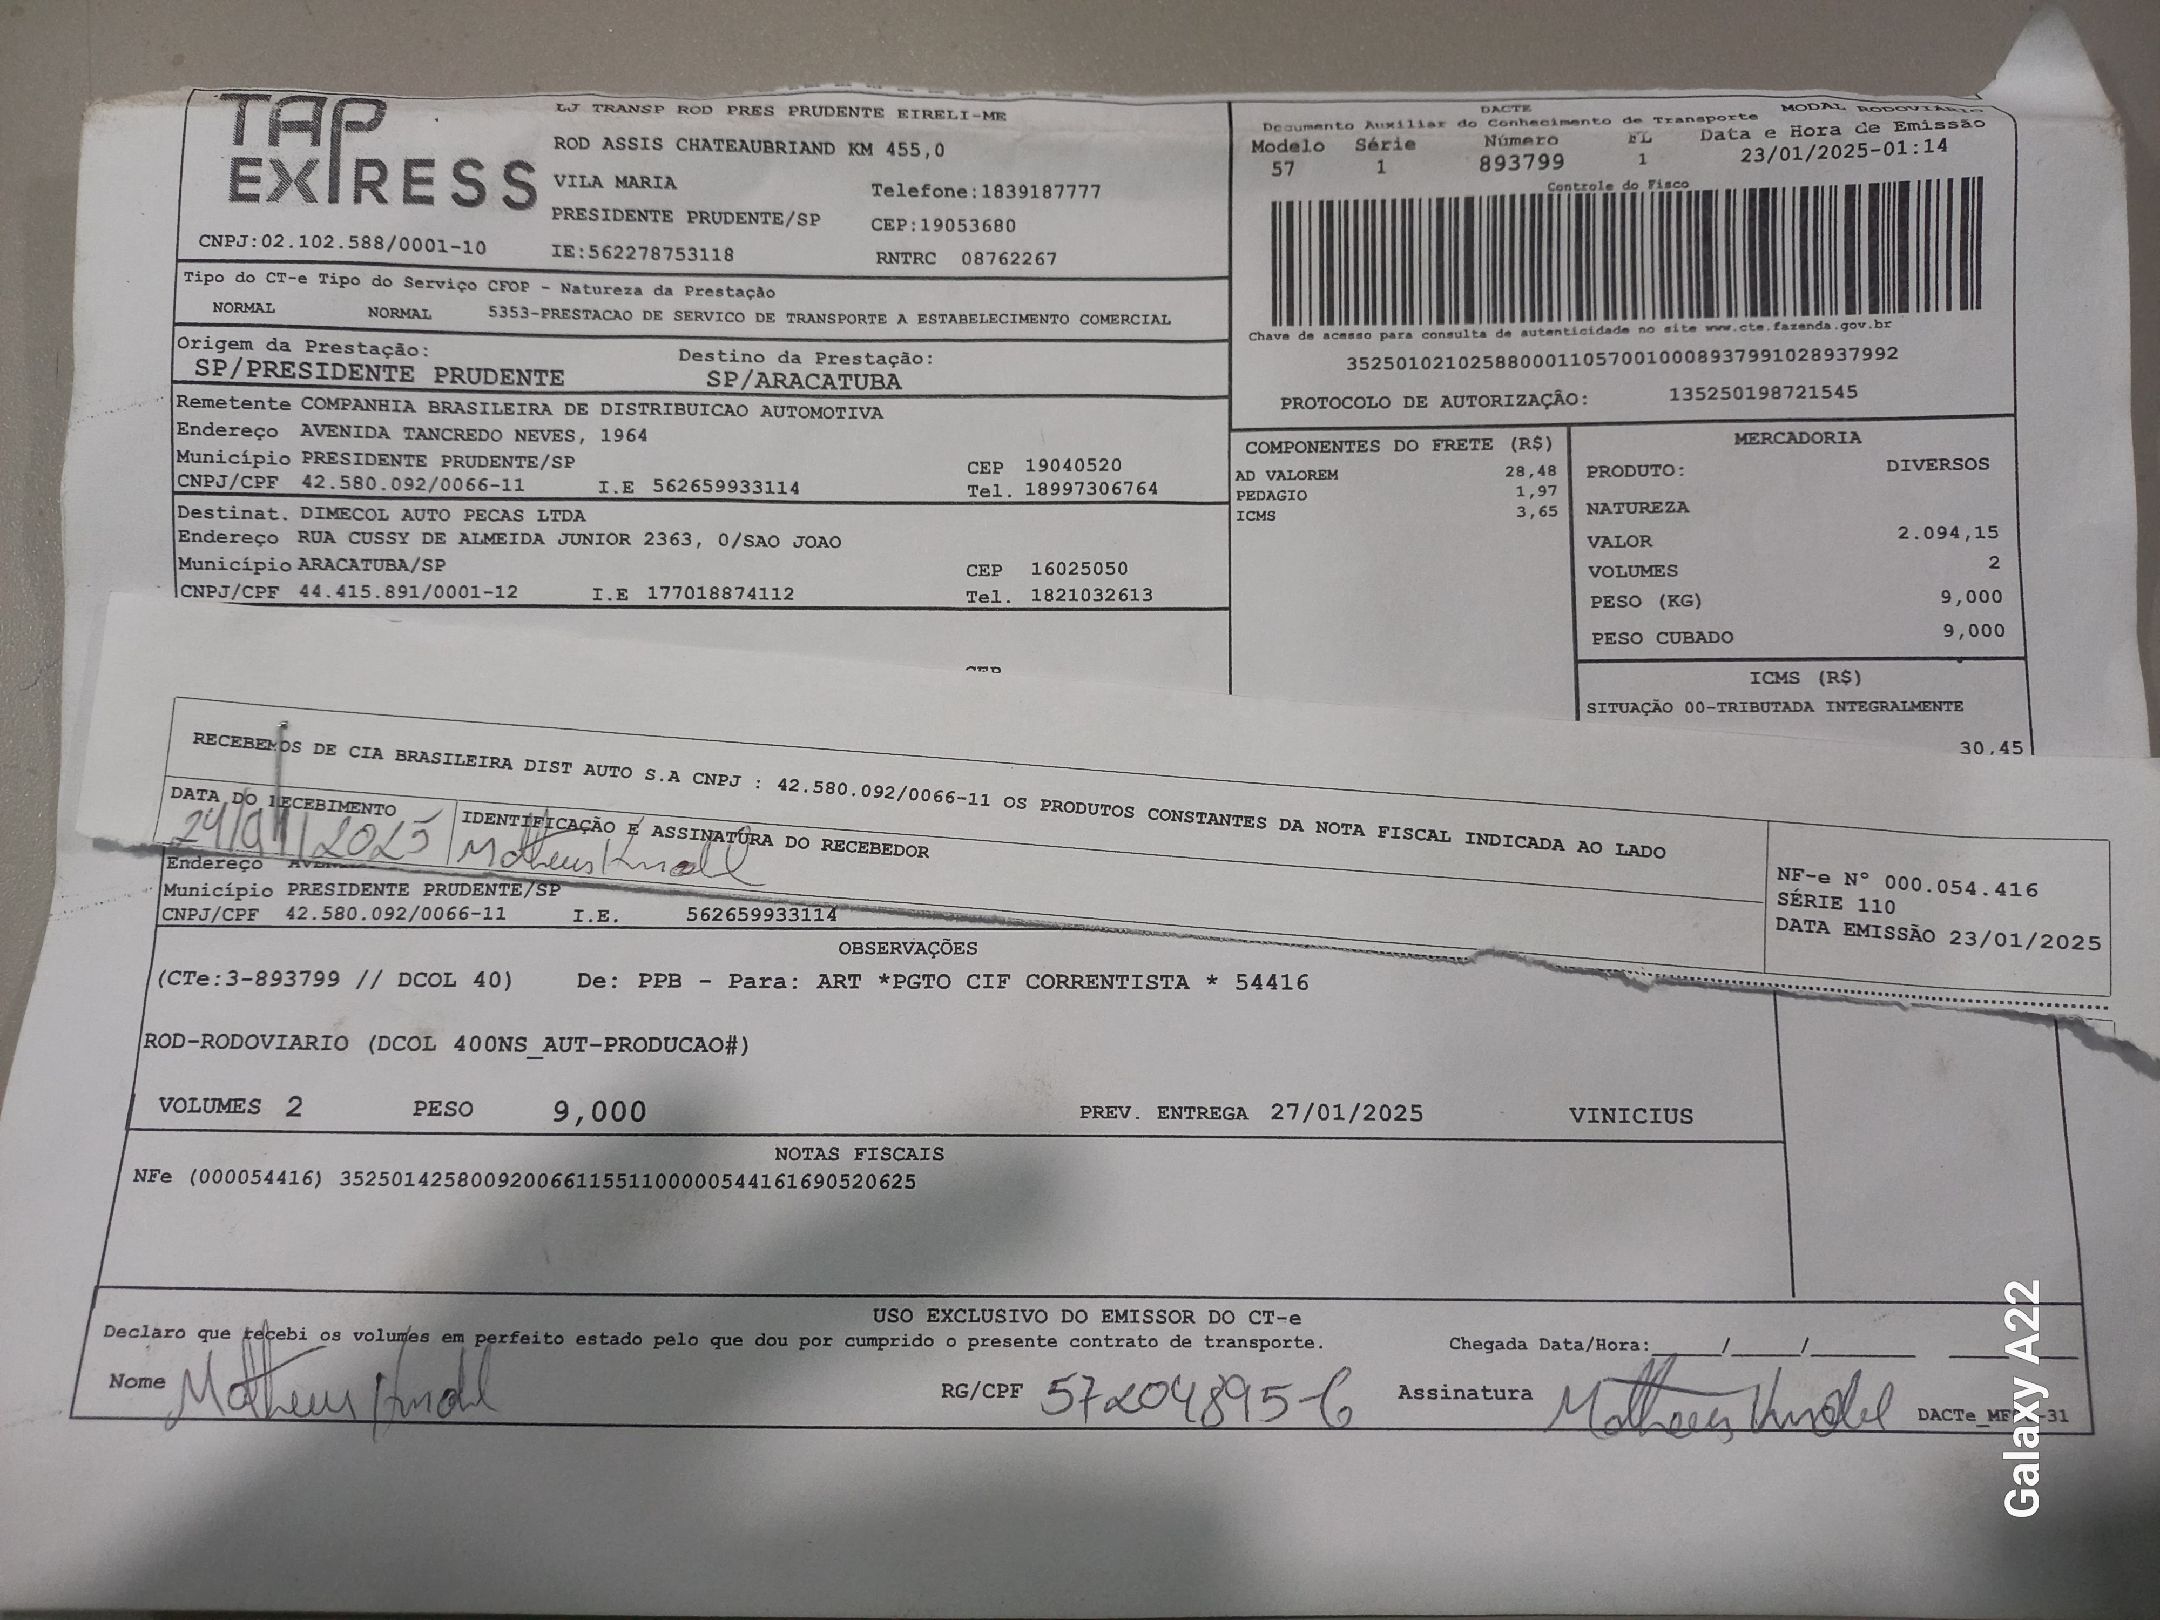 TAP EXPRESS
LJ TRANSP ROD PRES PRUDENTE EIRELI-ME
ROD ASSIS CHATEAUBRIAND KM 455,0
VILA MARIA
Telefone:1839187777
PRESIDENTE PRUDENTE/SP
CEP:19053680
CNPJ:02.102.588/0001-10
IE:562278753118
RNTRC 08762267
DACTE
MODAL RODOVIÁRIO
Documento Auxiliar do Conhecimento de Transporte
Modelo Série Número FL Data e Hora de Emissão
57 1 893799 1 23/01/2025-01:14
Controle do Fisco
Chave de acesso para consulta de autenticidade no site www.cte.fazenda.gov.br
35250102102588000110570010008937991028937992
PROTOCOLO DE AUTORIZAÇÃO: 135250198721545
Tipo do CT-e Tipo do Serviço CFOP - Natureza da Prestação
NORMAL NORMAL 5353-PRESTACAO DE SERVICO DE TRANSPORTE A ESTABELECIMENTO COMERCIAL
Origem da Prestação: Destino da Prestação:
SP/PRESIDENTE PRUDENTE SP/ARACATUBA
Remetente COMPANHIA BRASILEIRA DE DISTRIBUICAO AUTOMOTIVA
Endereço AVENIDA TANCREDO NEVES, 1964
Município PRESIDENTE PRUDENTE/SP CEP 19040520
CNPJ/CPF 42.580.092/0066-11 I.E 562659933114 Tel. 18997306764
Destinat. DIMECOL AUTO PECAS LTDA
Endereço RUA CUSSY DE ALMEIDA JUNIOR 2363, 0/SAO JOAO
Município ARACATUBA/SP CEP 16025050
CNPJ/CPF 44.415.891/0001-12 I.E 177018874112 Tel. 1821032613
COMPONENTES DO FRETE (R$)
AD VALOREM 28,48
PEDAGIO 1,97
ICMS 3,65
MERCADORIA
PRODUTO: DIVERSOS
NATUREZA
VALOR 2.094,15
VOLUMES 2
PESO (KG) 9,000
PESO CUBADO 9,000
ICMS (R$)
SITUAÇÃO 00-TRIBUTADA INTEGRALMENTE
30,45
RECEBEMOS DE CIA BRASILEIRA DIST AUTO S.A CNPJ : 42.580.092/0066-11 OS PRODUTOS CONSTANTES DA NOTA FISCAL INDICADA AO LADO
DATA DO RECEBIMENTO IDENTIFICAÇÃO E ASSINATURA DO RECEBEDOR
24/01/2025 Matheus
NF-e Nº 000.054.416
SÉRIE 110
DATA EMISSÃO 23/01/2025
Endereço
Município PRESIDENTE PRUDENTE/SP
CNPJ/CPF 42.580.092/0066-11 I.E. 562659933114
OBSERVAÇÕES
(CTe:3-893799 // DCOL 40) De: PPB - Para: ART *PGTO CIF CORRENTISTA * 54416
ROD-RODOVIARIO (DCOL 400NS_AUT-PRODUCAO#)
VOLUMES 2 PESO 9,000 PREV. ENTREGA 27/01/2025 VINICIUS
NOTAS FISCAIS
NFe (000054416) 35250142580092006611551100000544161690520625
USO EXCLUSIVO DO EMISSOR DO CT-e
Declaro que recebi os volumes em perfeito estado pelo que dou por cumprido o presente contrato de transporte. Chegada Data/Hora:_____/_____/________
Nome Matheus RG/CPF 57204895-6 Assinatura Matheus
Galaxy A22